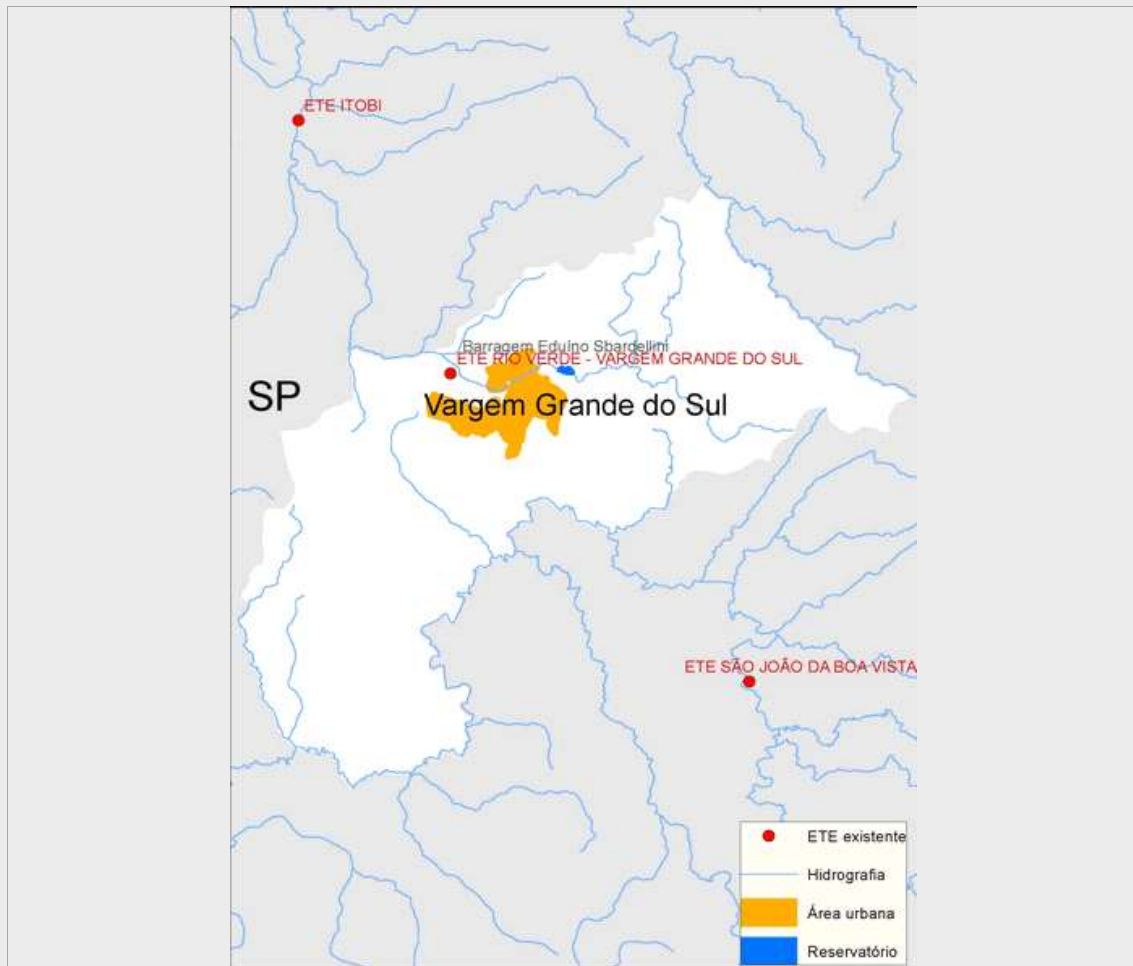 ETE ITOBI
Barragem Eduíno Sbardellini
ETE RIO VERDE - VARGEM GRANDE DO SUL
SP
Vargem Grande do Sul
ETE SÃO JOÃO DA BOA VISTA
ETE existente
Hidrografia
Área urbana
Reservatório